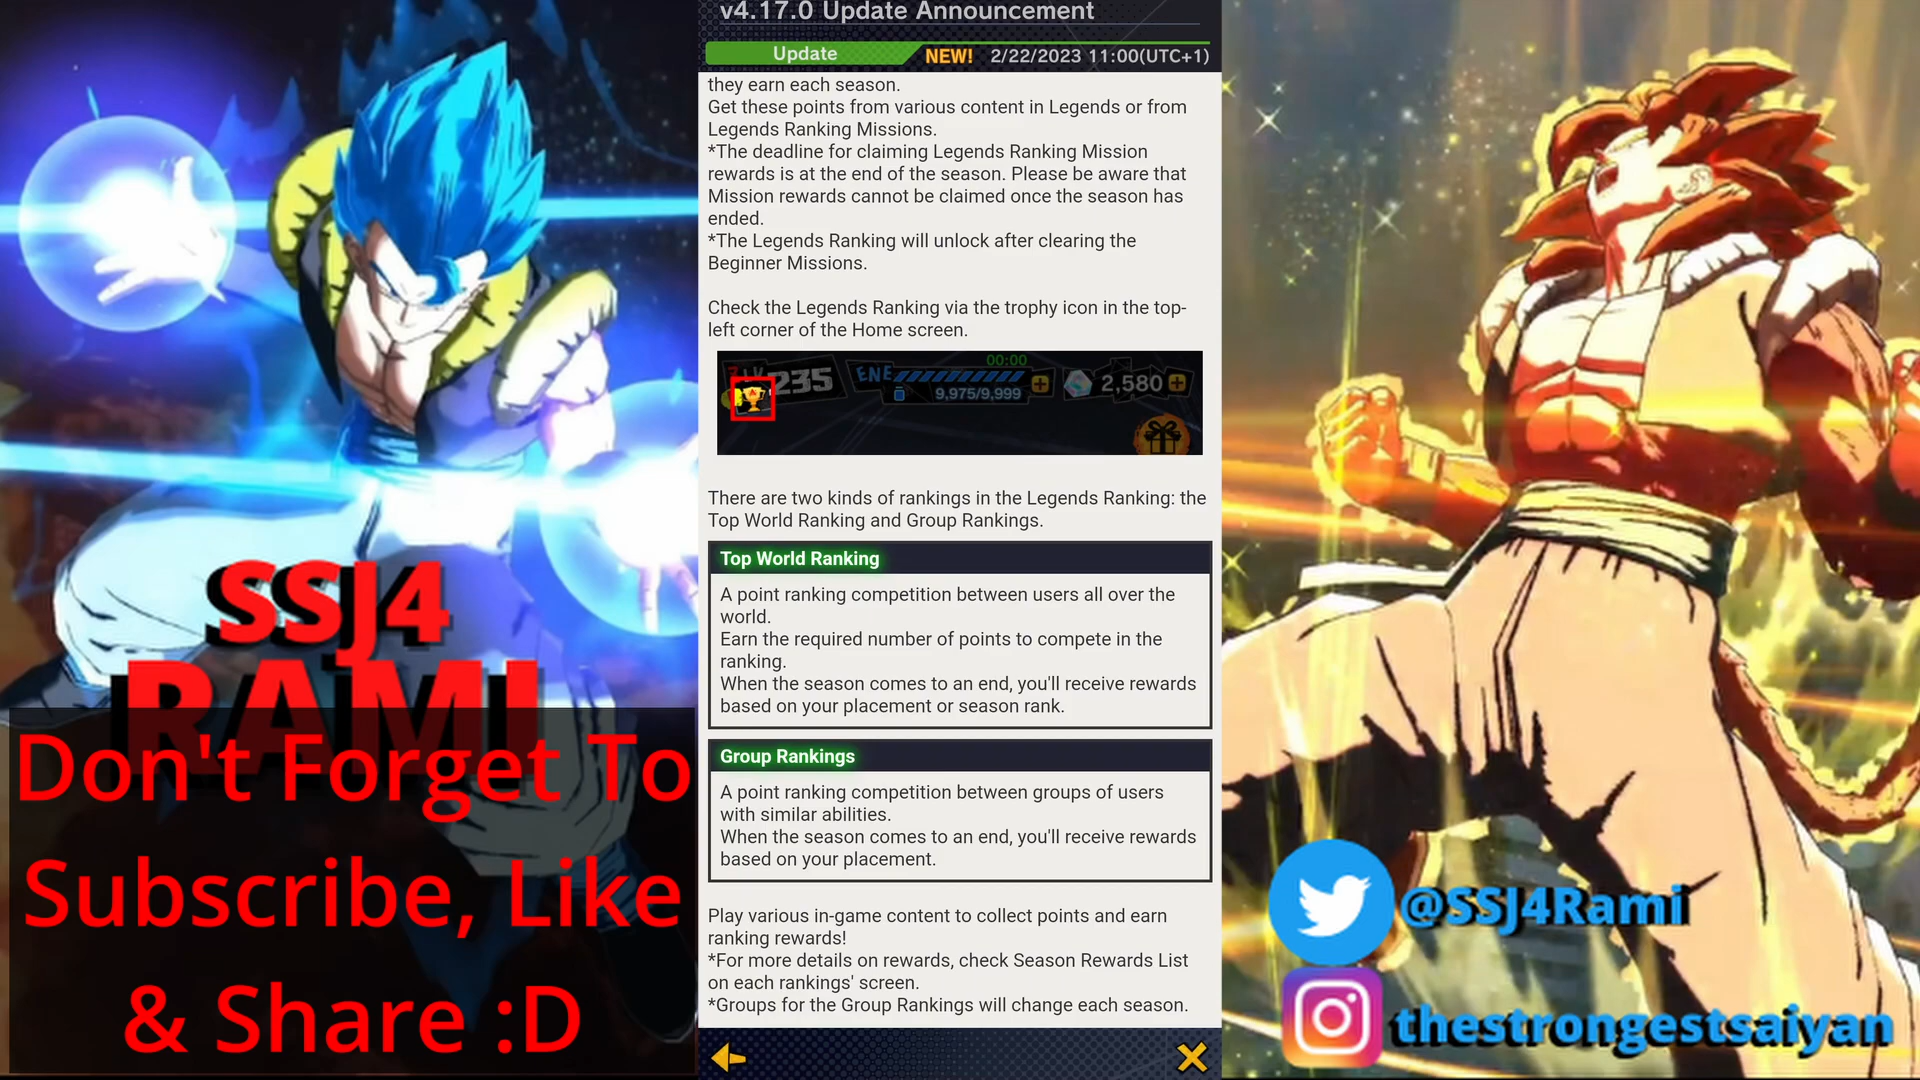 v4.17.0 Update Announcement
Update
NEW! 2/22/2023 11:00(UTC+1)
they earn each season.
Get these points from various content in Legends or from
Legends Ranking Missions.
*The deadline for claiming Legends Ranking Mission
rewards is at the end of the season. Please be aware that
Mission rewards cannot be claimed once the season has
ended.
*The Legends Ranking will unlock after clearing the
Beginner Missions.
Check the Legends Ranking via the trophy icon in the top-
left corner of the Home screen.
00:00
235 ENE 2,580
9,975/9,999
There are two kinds of rankings in the Legends Ranking: the
Top World Ranking and Group Rankings.
Top World Ranking
A point ranking competition between users all over the
world.
Earn the required number of points to compete in the
ranking.
When the season comes to an end, you'll receive rewards
based on your placement or season rank.
Group Rankings
A point ranking competition between groups of users
with similar abilities.
When the season comes to an end, you'll receive rewards
based on your placement.
Play various in-game content to collect points and earn
ranking rewards!
*For more details on rewards, check Season Rewards List
on each rankings' screen.
*Groups for the Group Rankings will change each season.
SSJ4
RAMI
Don't Forget To
Subscribe, Like
& Share :D
@SSJ4Rami
thestrongestsaiyan